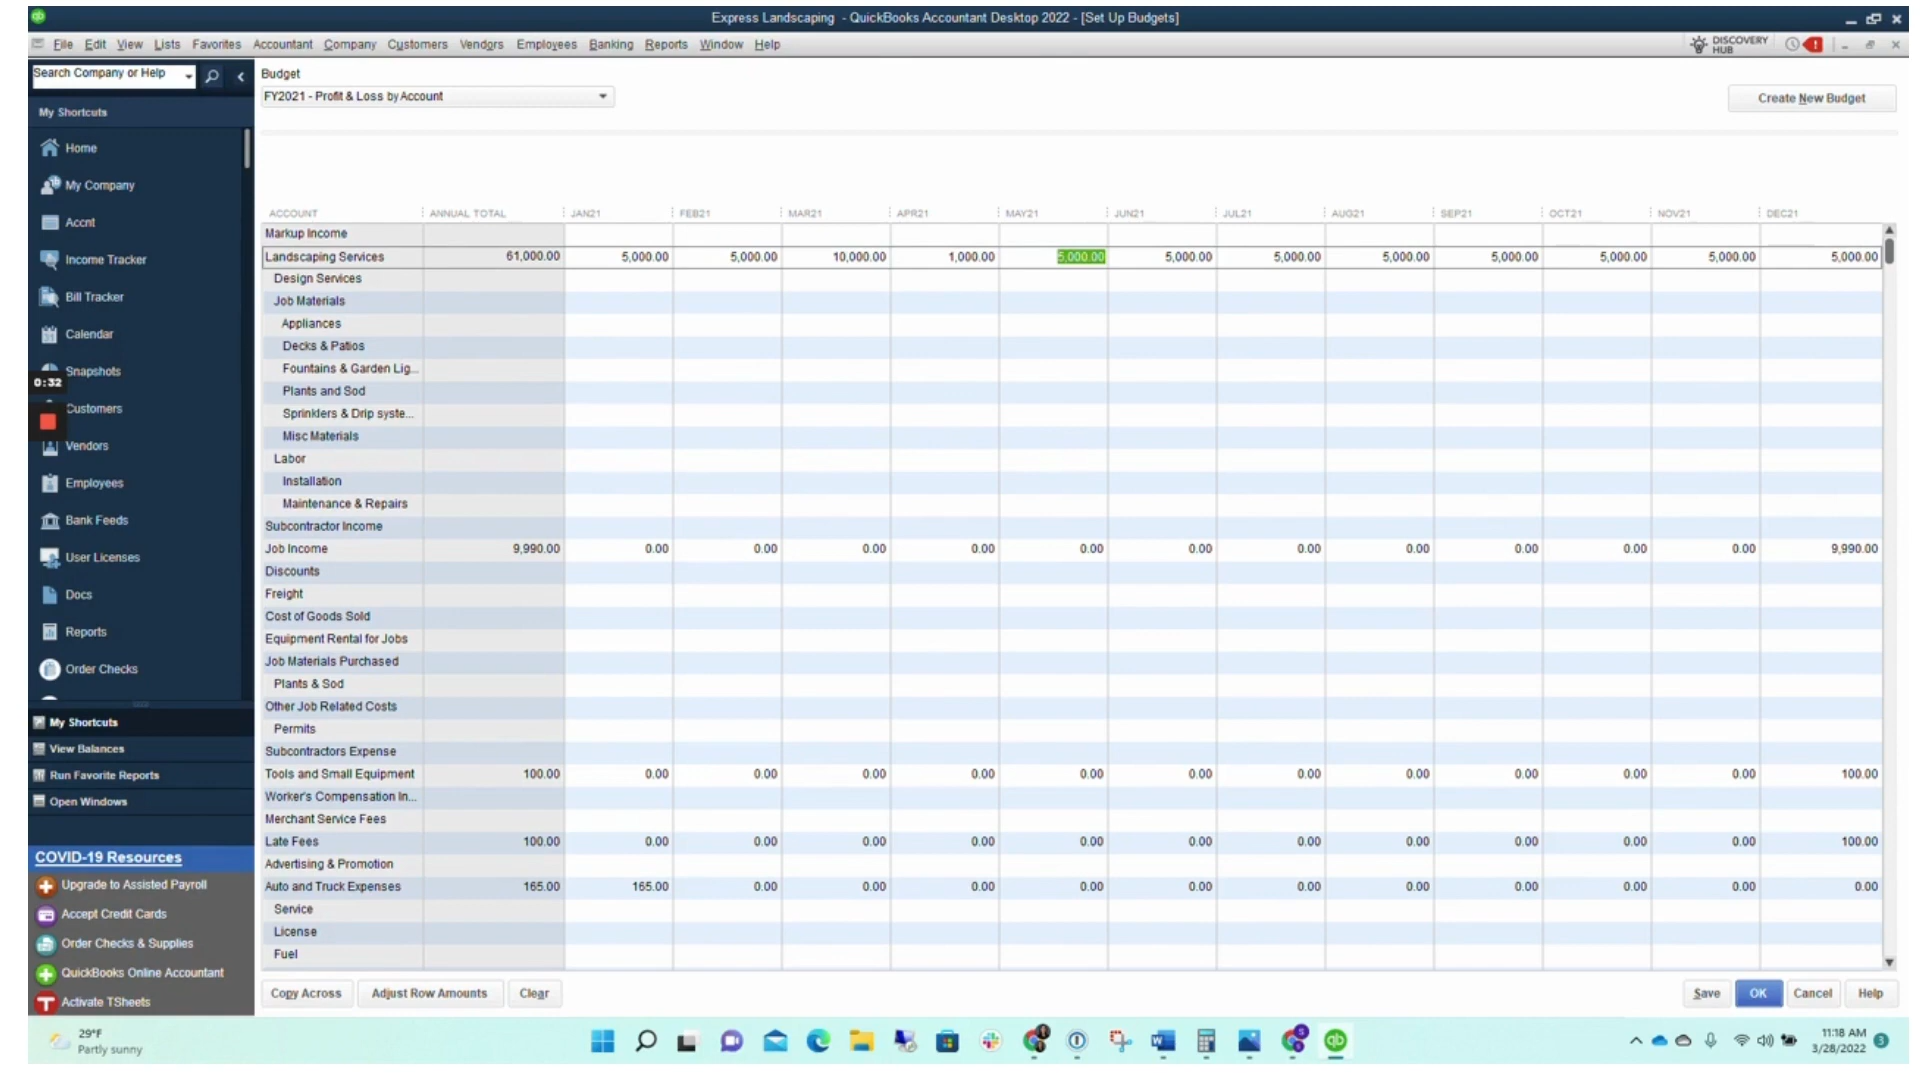 Express Landscaping - QuickBooks Accountant Desktop 2022 - [Set Up Budgets]
File Edit View Lists Favorites Accountant Company Customers Vendors Employees Banking Reports Window Help
DISCOVERY HUB
Search Company or Help
My Shortcuts
Home
My Company
Accnt
Income Tracker
Bill Tracker
Calendar
Snapshots
0:32
Customers
Vendors
Employees
Bank Feeds
User Licenses
Docs
Reports
Order Checks
My Shortcuts
View Balances
Run Favorite Reports
Open Windows
COVID-19 Resources
Upgrade to Assisted Payroll
Accept Credit Cards
Order Checks & Supplies
QuickBooks Online Accountant
Activate TSheets
Budget
FY2021 - Profit & Loss by Account
Create New Budget
ACCOUNT ANNUAL TOTAL JAN21 FEB21 MAR21 APR21 MAY21 JUN21 JUL21 AUG21 SEP21 OCT21 NOV21 DEC21
Markup Income
Landscaping Services 61,000.00 5,000.00 5,000.00 10,000.00 1,000.00 5,000.00 5,000.00 5,000.00 5,000.00 5,000.00 5,000.00 5,000.00 5,000.00
Design Services
Job Materials
Appliances
Decks & Patios
Fountains & Garden Lig...
Plants and Sod
Sprinklers & Drip syste...
Misc Materials
Labor
Installation
Maintenance & Repairs
Subcontractor Income
Job Income 9,990.00 0.00 0.00 0.00 0.00 0.00 0.00 0.00 0.00 0.00 0.00 0.00 9,990.00
Discounts
Freight
Cost of Goods Sold
Equipment Rental for Jobs
Job Materials Purchased
Plants & Sod
Other Job Related Costs
Permits
Subcontractors Expense
Tools and Small Equipment 100.00 0.00 0.00 0.00 0.00 0.00 0.00 0.00 0.00 0.00 0.00 0.00 100.00
Worker's Compensation In...
Merchant Service Fees
Late Fees 100.00 0.00 0.00 0.00 0.00 0.00 0.00 0.00 0.00 0.00 0.00 0.00 100.00
Advertising & Promotion
Auto and Truck Expenses 165.00 165.00 0.00 0.00 0.00 0.00 0.00 0.00 0.00 0.00 0.00 0.00 0.00
Service
License
Fuel
Copy Across Adjust Row Amounts Clear Save OK Cancel Help
29°F
Partly sunny
11:18 AM
3/28/2022
3